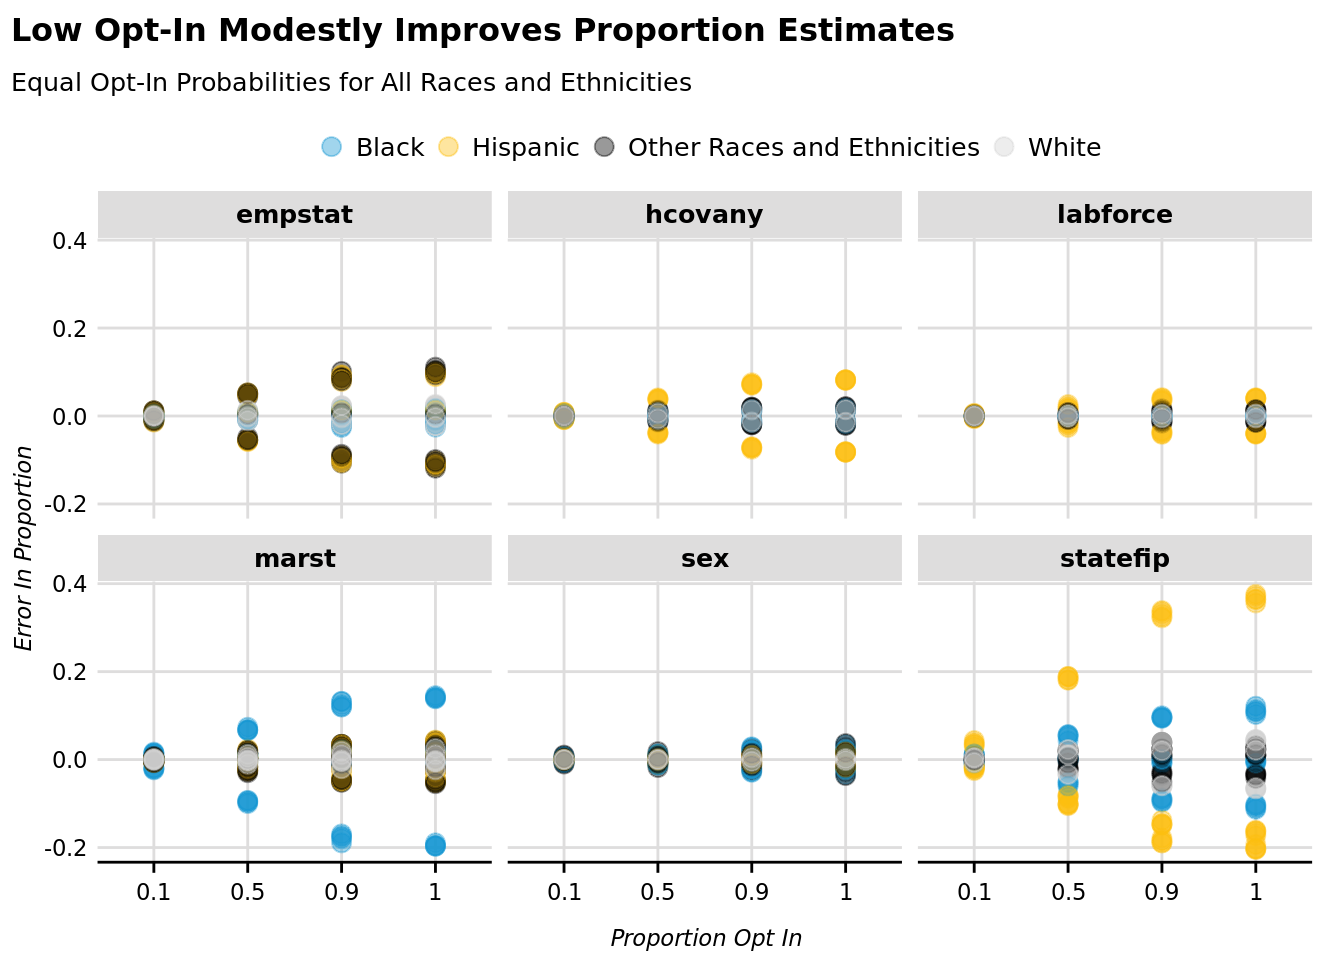 Low Opt-In Modestly Improves Proportion Estimates
Equal Opt-In Probabilities for All Races and Ethnicities
Black Hispanic Other Races and Ethnicities White
empstat hcovany labforce
0.4
0.2
0.0
-0.2
marst sex statefip
0.4
0.2
0.0
-0.2
Error In Proportion
0.1 0.5 0.9 1 0.1 0.5 0.9 1 0.1 0.5 0.9 1
Proportion Opt In